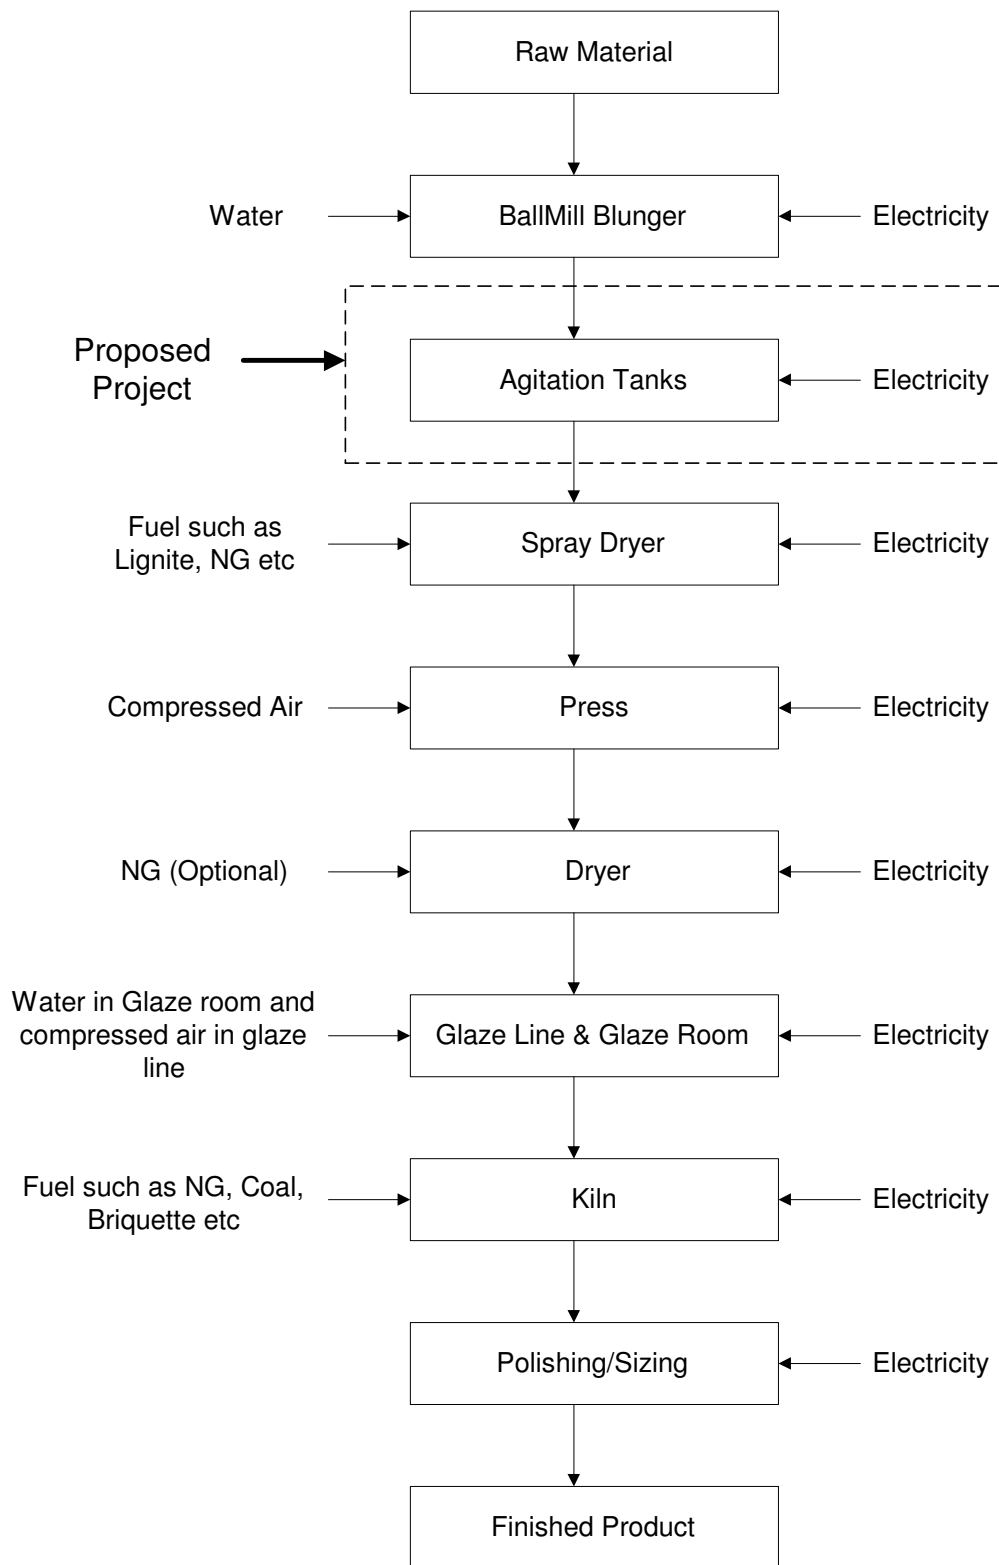 Raw Material
Water
BallMill Blunger
Electricity
Proposed
Project
Agitation Tanks
Electricity
Fuel such as
Lignite, NG etc
Spray Dryer
Electricity
Compressed Air
Press
Electricity
NG (Optional)
Dryer
Electricity
Water in Glaze room and
compressed air in glaze
line
Glaze Line & Glaze Room
Electricity
Fuel such as NG, Coal,
Briquette etc
Kiln
Electricity
Polishing/Sizing
Electricity
Finished Product